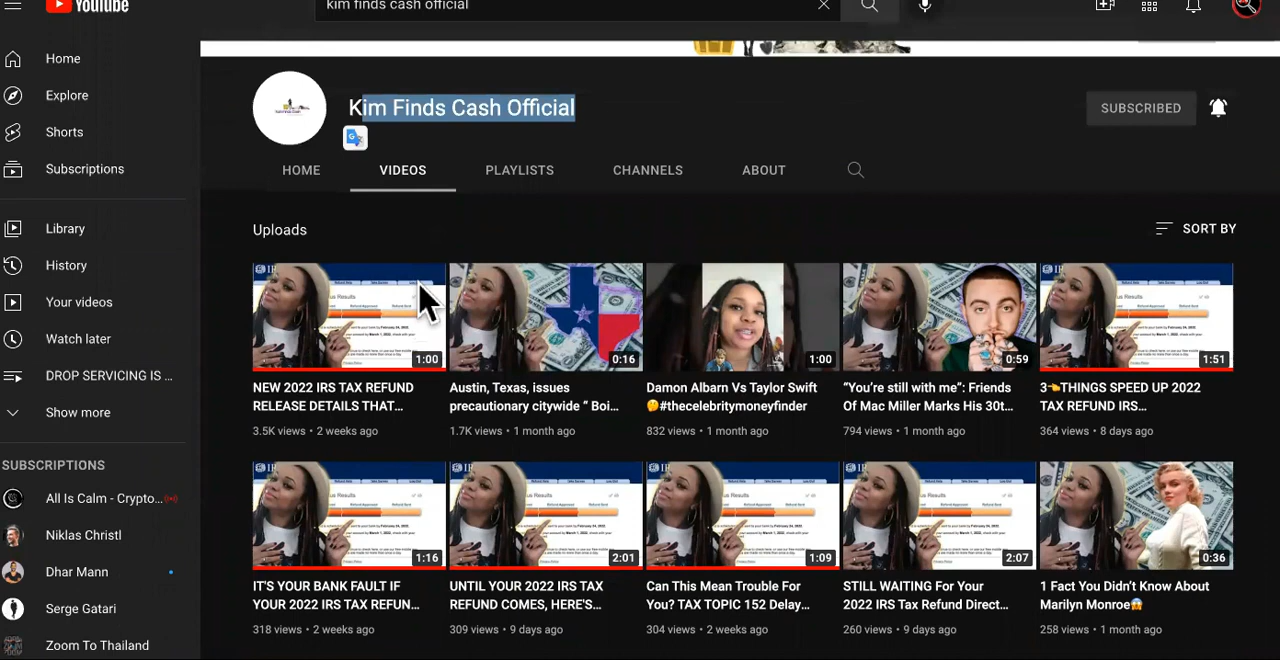 YouTube
kim finds cash official
Home
Explore
Shorts
Subscriptions
Library
History
Your videos
Watch later
DROP SERVICING IS ...
Show more
SUBSCRIPTIONS
All Is Calm - Crypto...
Niklas Christl
Dhar Mann
Serge Gatari
Zoom To Thailand
Kim Finds Cash Official
SUBSCRIBED
HOME VIDEOS PLAYLISTS CHANNELS ABOUT
Uploads
SORT BY
1:00
NEW 2022 IRS TAX REFUND
RELEASE DETAILS THAT...
3.5K views • 2 weeks ago
0:16
Austin, Texas, issues
precautionary citywide “ Boi...
1.7K views • 1 month ago
1:00
Damon Albarn Vs Taylor Swift
🤔#thecelebritymoneyfinder
832 views • 1 month ago
0:59
“You’re still with me”: Friends
Of Mac Miller Marks His 30t...
794 views • 1 month ago
1:51
3👈THINGS SPEED UP 2022
TAX REFUND IRS...
364 views • 8 days ago
1:16
IT’S YOUR BANK FAULT IF
YOUR 2022 IRS TAX REFUN...
318 views • 2 weeks ago
2:01
UNTIL YOUR 2022 IRS TAX
REFUND COMES, HERE’S...
309 views • 9 days ago
1:09
Can This Mean Trouble For
You? TAX TOPIC 152 Delay...
304 views • 2 weeks ago
2:07
STILL WAITING For Your
2022 IRS Tax Refund Direct...
260 views • 9 days ago
0:36
1 Fact You Didn’t Know About
Marilyn Monroe😱
258 views • 1 month ago